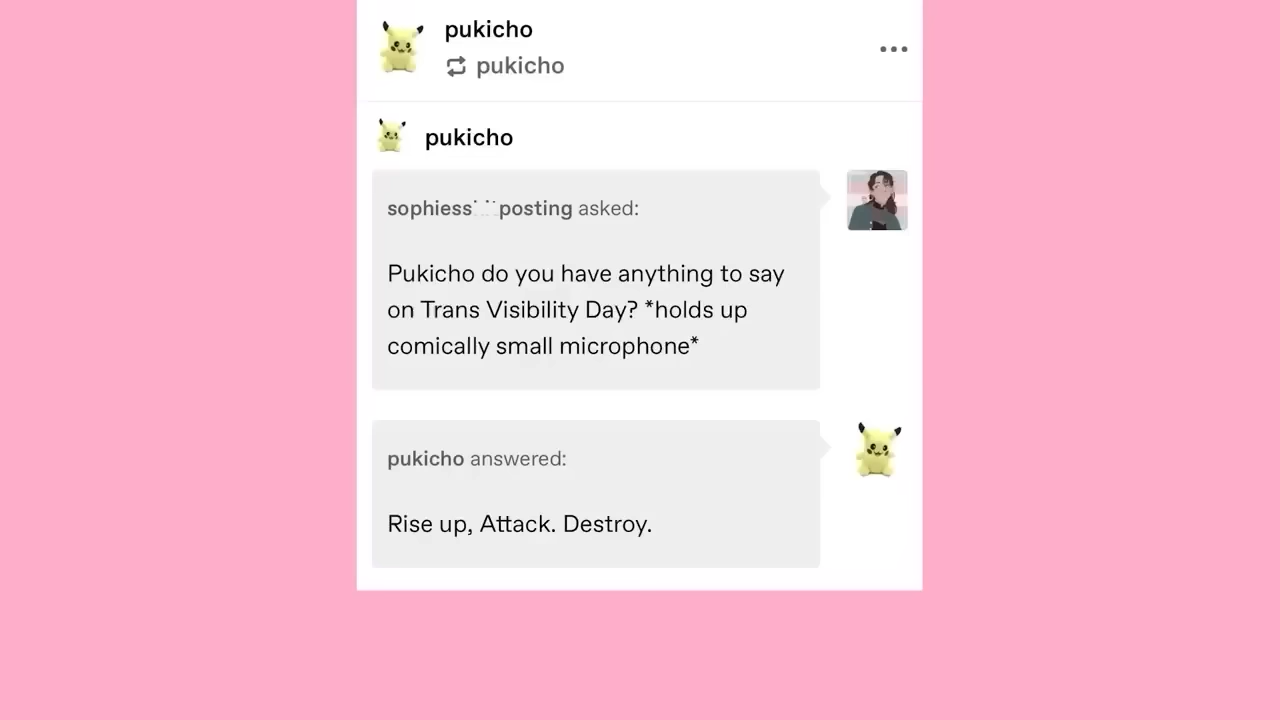 pukicho
pukicho
pukicho
asked:
Pukicho do you have anything to say
on Trans Visibility Day? *holds up
comically small microphone*
pukicho answered:
Rise up, Attack. Destroy.